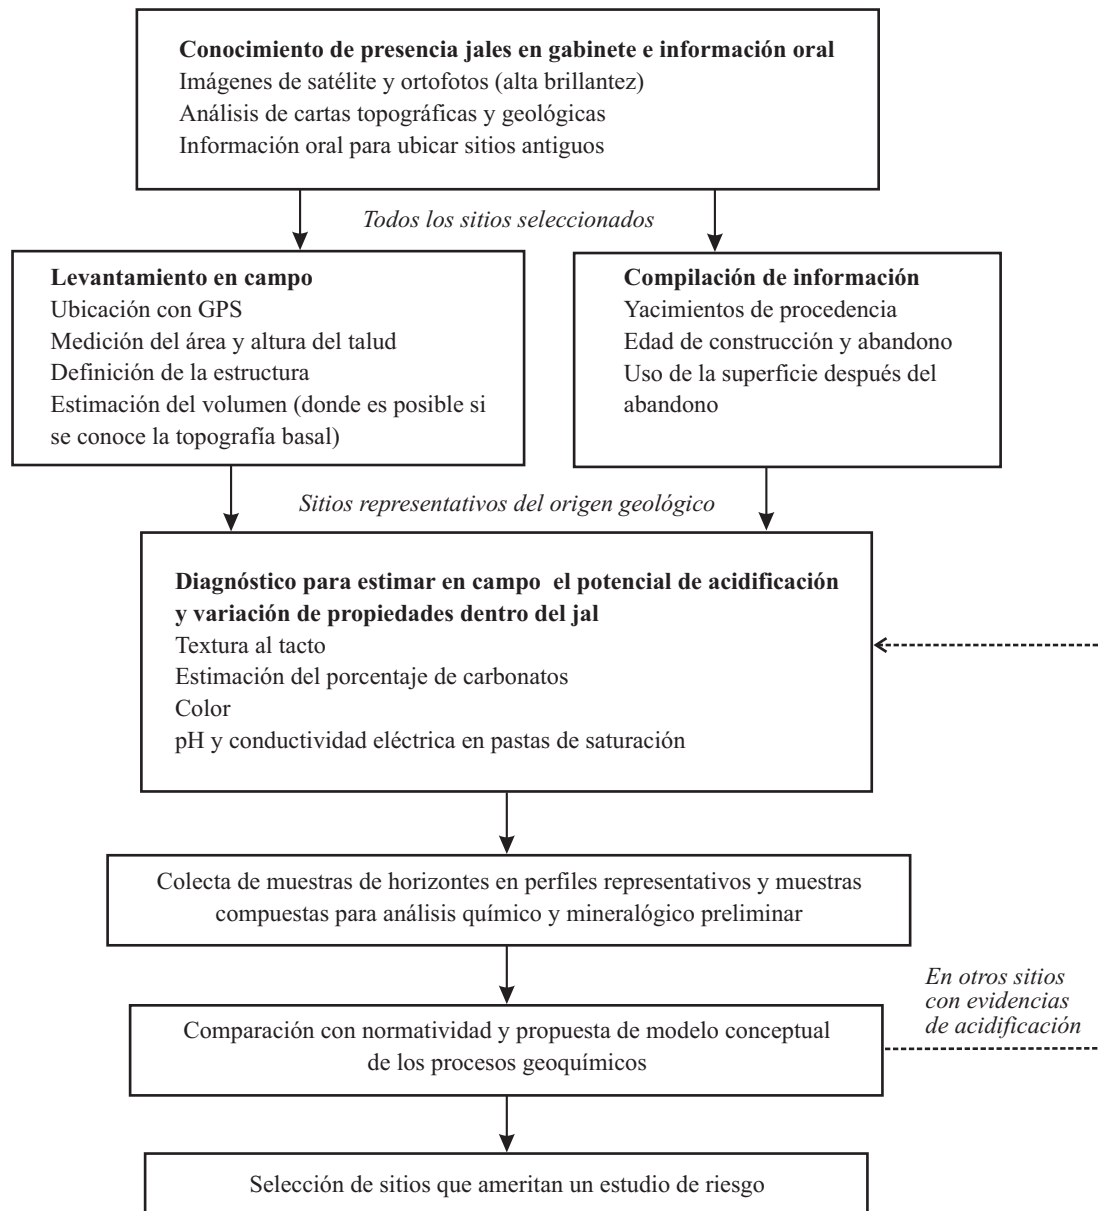 Conocimiento de presencia jales en gabinete e información oral
Imágenes de satélite y ortofotos (alta brillantez)
Análisis de cartas topográficas y geológicas
Información oral para ubicar sitios antiguos
Todos los sitios seleccionados
Levantamiento en campo
Ubicación con GPS
Medición del área y altura del talud
Definición de la estructura
Estimación del volumen (donde es posible si
se conoce la topografía basal)
Compilación de información
Yacimientos de procedencia
Edad de construcción y abandono
Uso de la superficie después del
abandono
Sitios representativos del origen geológico
Diagnóstico para estimar en campo el potencial de acidificación
y variación de propiedades dentro del jal
Textura al tacto
Estimación del porcentaje de carbonatos
Color
pH y conductividad eléctrica en pastas de saturación
Colecta de muestras de horizontes en perfiles representativos y muestras
compuestas para análisis químico y mineralógico preliminar
En otros sitios
con evidencias
de acidificación
Comparación con normatividad y propuesta de modelo conceptual
de los procesos geoquímicos
Selección de sitios que ameritan un estudio de riesgo